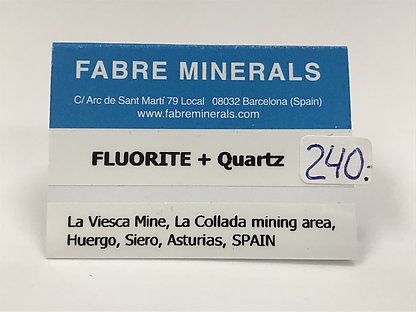 FABRE MINERALS
C/ Arc de Sant Martí 79 Local 08032 Barcelona (Spain)
www.fabreminerals.com
FLUORITE + Quartz 240.-
La Viesca Mine, La Collada mining area,
Huergo, Siero, Asturias, SPAIN